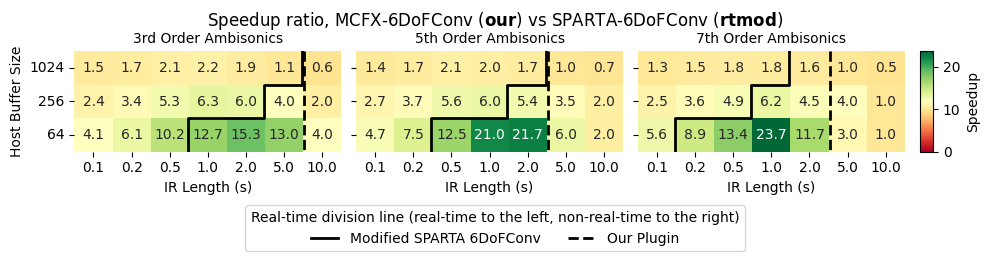 Speedup ratio, MCFX-6DoFConv (our) vs SPARTA-6DoFConv (rtmod)
3rd Order Ambisonics 5th Order Ambisonics 7th Order Ambisonics
Host Buffer Size
1024 1.5 1.7 2.1 2.2 1.9 1.1 0.6 1.4 1.7 2.1 2.0 1.7 1.0 0.7 1.3 1.5 1.8 1.8 1.6 1.0 0.5
256 2.4 3.4 5.3 6.3 6.0 4.0 2.0 2.7 3.7 5.6 6.0 5.4 3.5 2.0 2.5 3.6 4.9 6.2 4.5 4.0 1.0
64 4.1 6.1 10.2 12.7 15.3 13.0 4.0 4.7 7.5 12.5 21.0 21.7 6.0 2.0 5.6 8.9 13.4 23.7 11.7 3.0 1.0
0.1 0.2 0.5 1.0 2.0 5.0 10.0 0.1 0.2 0.5 1.0 2.0 5.0 10.0 0.1 0.2 0.5 1.0 2.0 5.0 10.0
IR Length (s) IR Length (s) IR Length (s)
20
10
0
Speedup
Real-time division line (real-time to the left, non-real-time to the right)
Modified SPARTA 6DoFConv Our Plugin